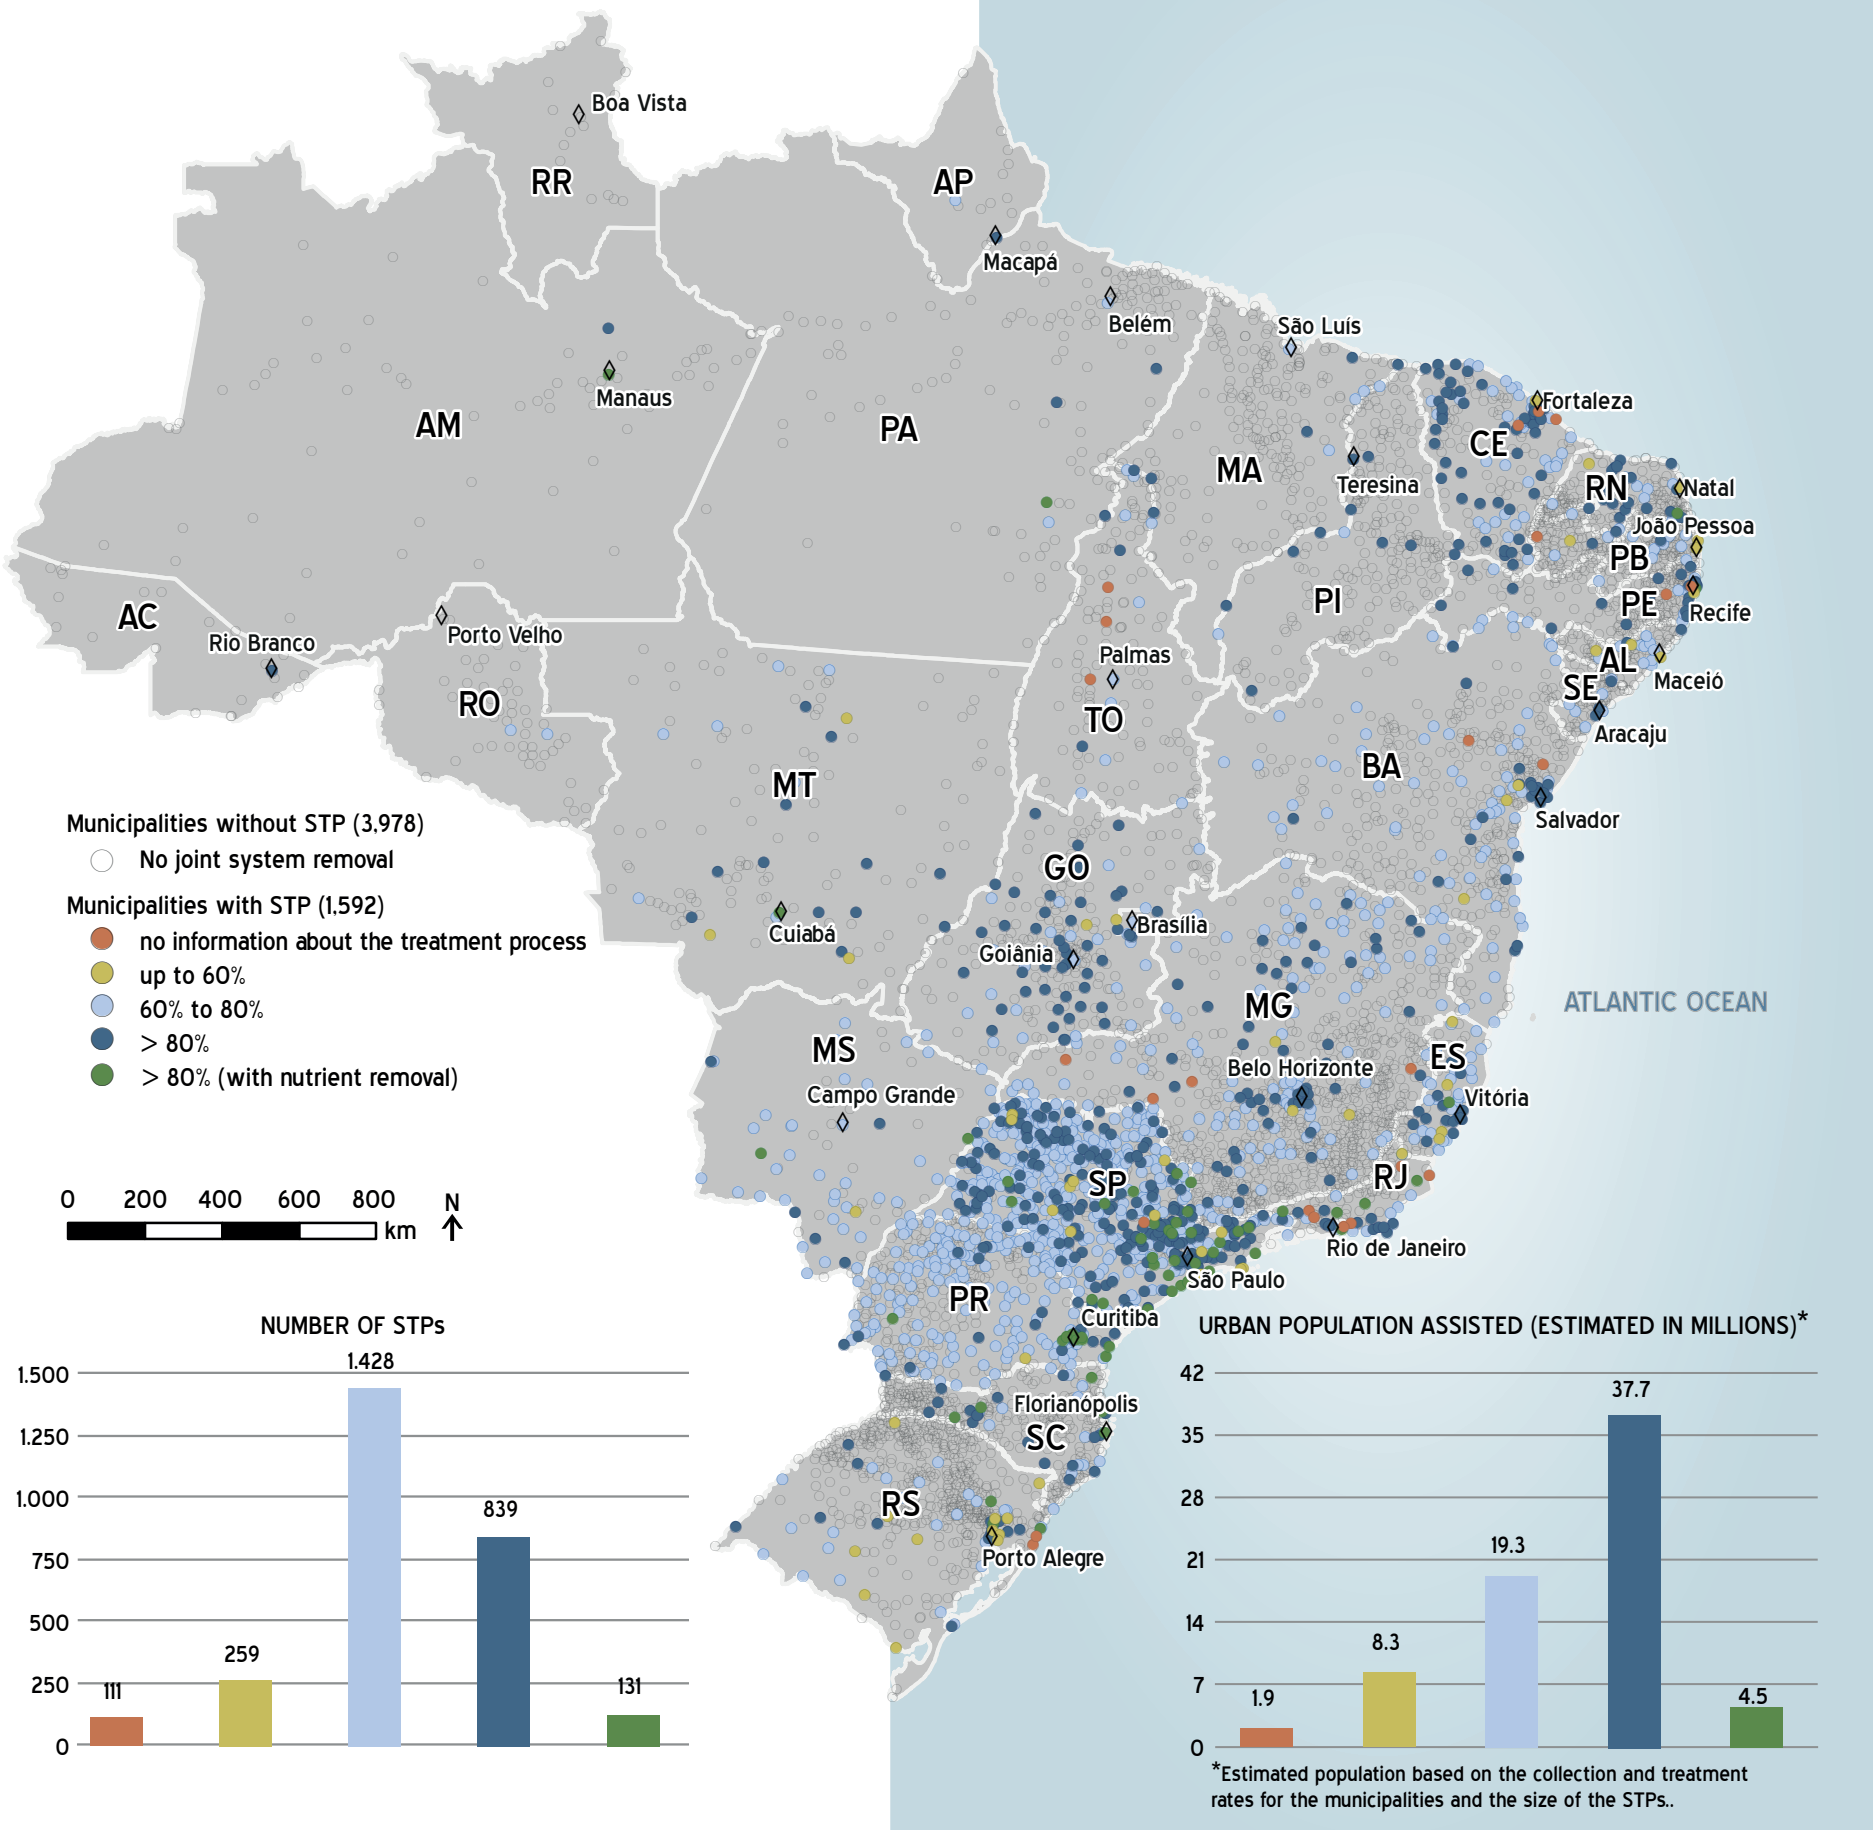 Boa Vista
RR
AP
Macapá
Belém
São Luís
Manaus
Fortaleza
AM
PA
CE
MA
Teresina
RN
Natal
João Pessoa
PB
PI
PE
Recife
AC
Rio Branco
Porto Velho
Palmas
AL
Maceió
SE
RO
TO
Aracaju
BA
MT
Salvador
Municipalities without STP (3,978)
No joint system removal
Municipalities with STP (1,592)
no information about the treatment process
up to 60%
60% to 80%
> 80%
> 80% (with nutrient removal)
GO
Cuiabá
Brasília
Goiânia
MG
ATLANTIC OCEAN
MS
ES
Belo Horizonte
Campo Grande
Vitória
SP
RJ
0 200 400 600 800
km
N
Rio de Janeiro
São Paulo
PR
Curitiba
Florianópolis
SC
RS
Porto Alegre
NUMBER OF STPs
1.500
1.250
1.000
750
500
250
0
111
259
1.428
839
131
URBAN POPULATION ASSISTED (ESTIMATED IN MILLIONS)*
42
35
28
21
14
7
0
1.9
8.3
19.3
37.7
4.5
*Estimated population based on the collection and treatment
rates for the municipalities and the size of the STPs..